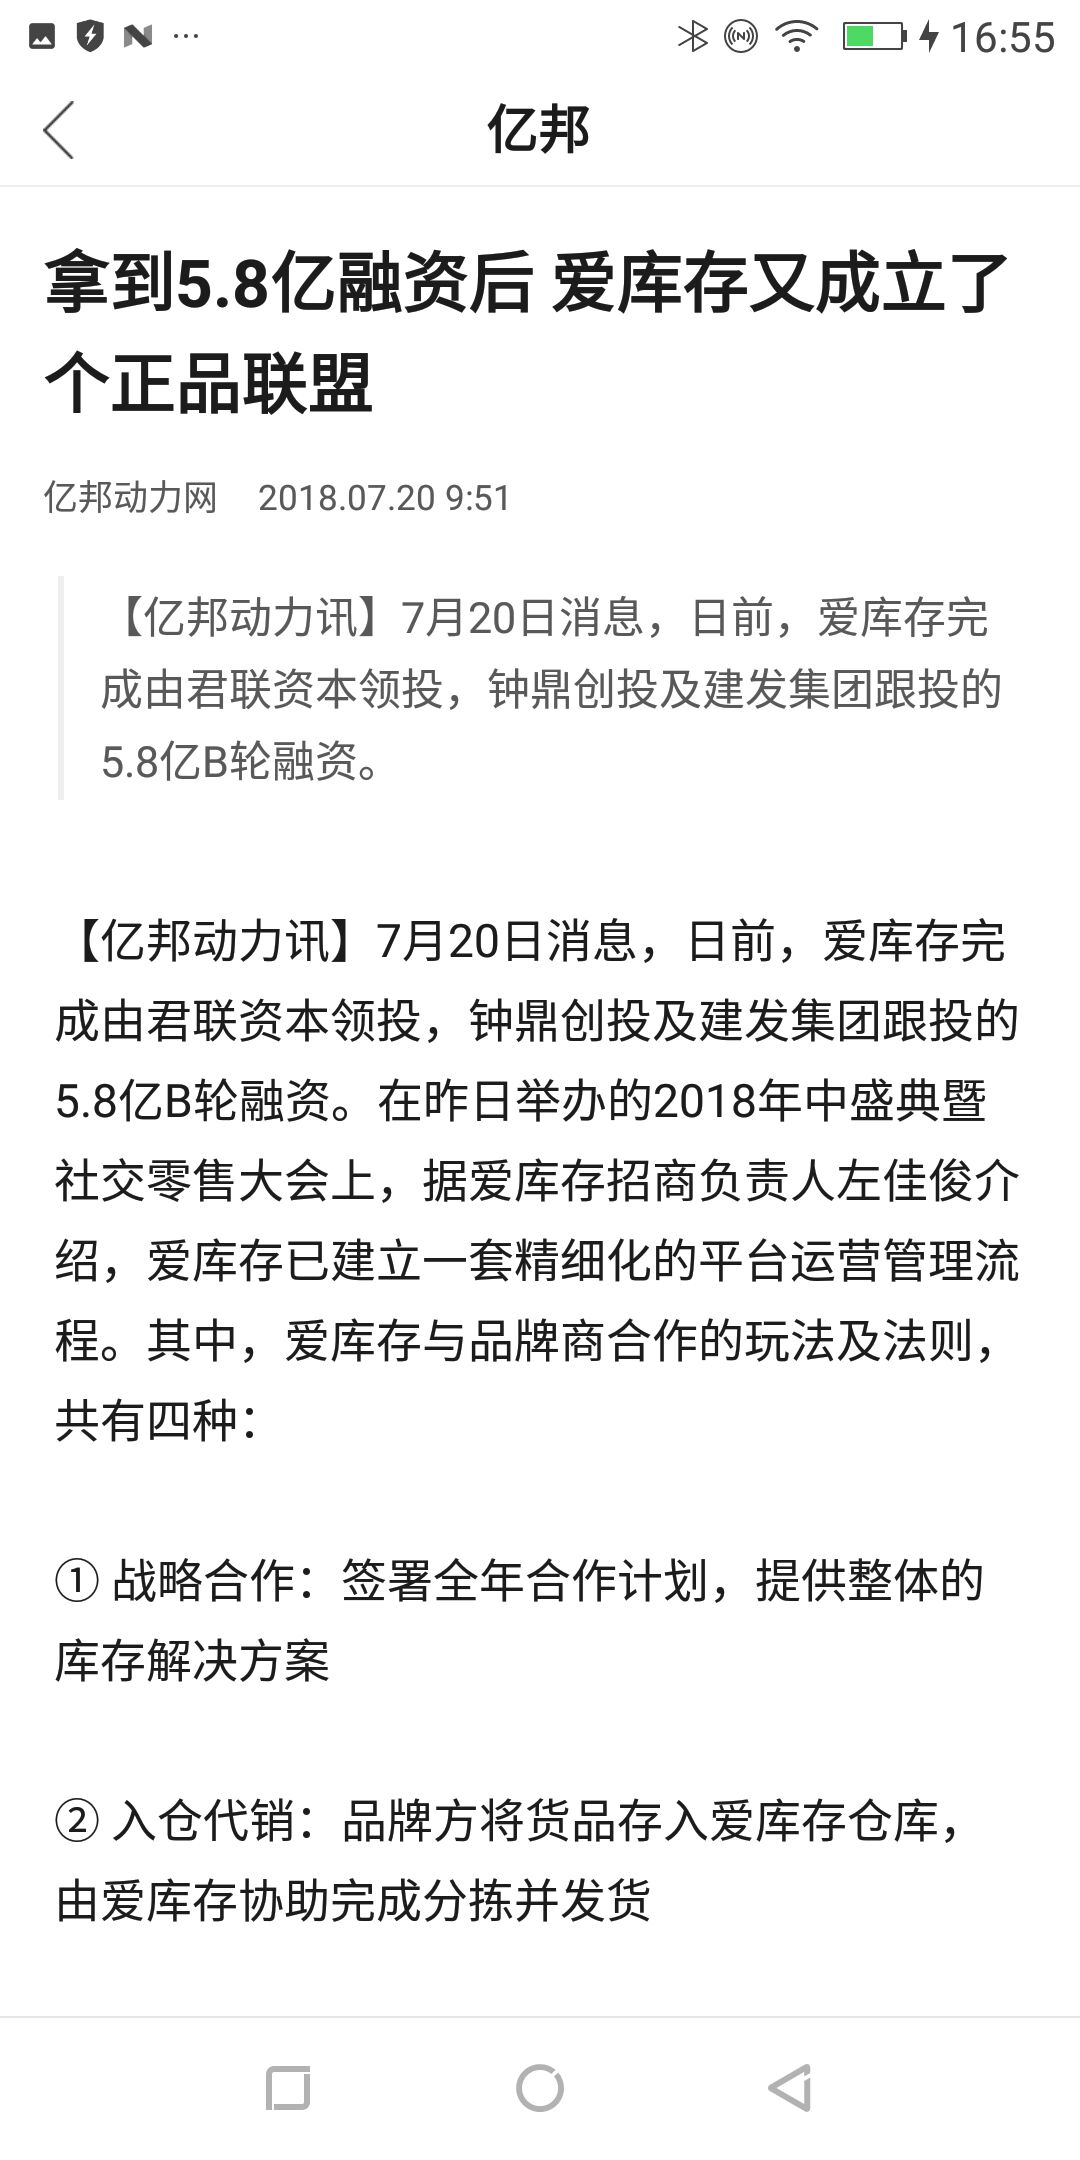 16:55
亿邦
拿到5.8亿融资后 爱库存又成立了
个正品联盟
亿邦动力网 2018.07.20 9:51
【亿邦动力讯】7月20日消息，日前，爱库存完
成由君联资本领投，钟鼎创投及建发集团跟投的
5.8亿B轮融资。
【亿邦动力讯】7月20日消息，日前，爱库存完
成由君联资本领投，钟鼎创投及建发集团跟投的
5.8亿B轮融资。在昨日举办的2018年中盛典暨
社交零售大会上，据爱库存招商负责人左佳俊介
绍，爱库存已建立一套精细化的平台运营管理流
程。其中，爱库存与品牌商合作的玩法及法则，
共有四种：
① 战略合作：签署全年合作计划，提供整体的
库存解决方案
② 入仓代销：品牌方将货品存入爱库存仓库，
由爱库存协助完成分拣并发货